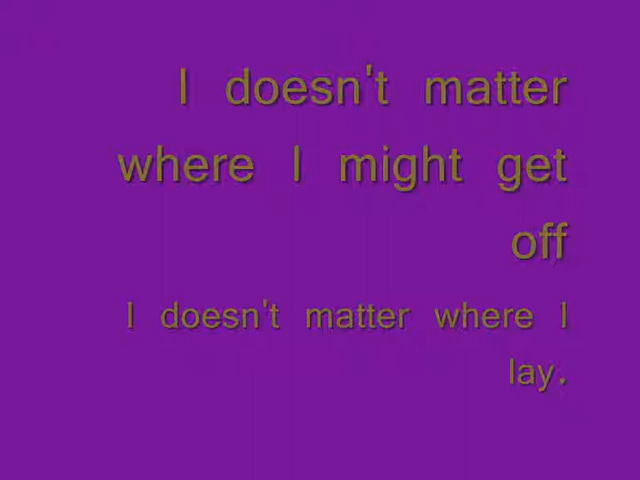 I doesn't matter
where I might get
off
I doesn't matter where I
lay.